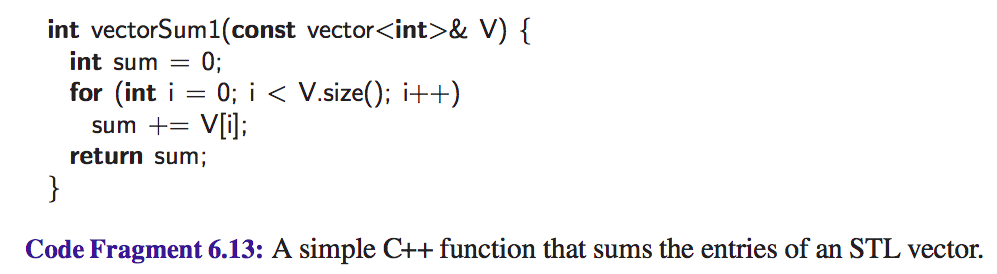 int vectorSum1(const vector<int>& V) {
int sum = 0;
for (int i = 0; i < V.size(); i++)
sum += V[i];
return sum;
}
Code Fragment 6.13: A simple C++ function that sums the entries of an STL vector.